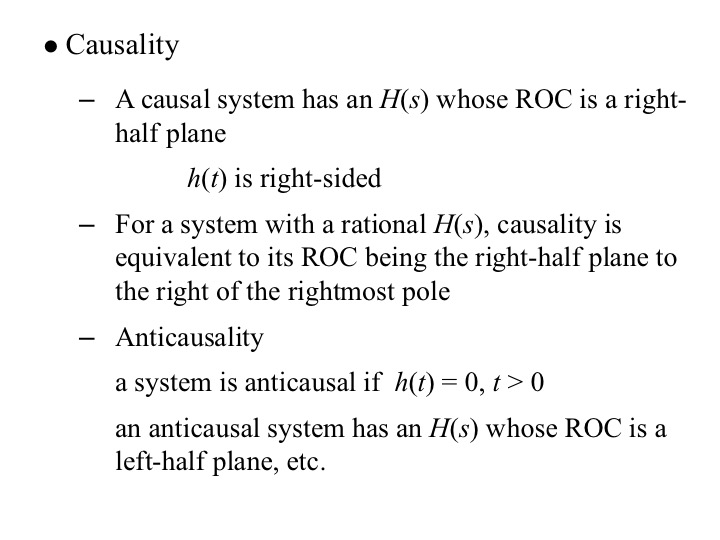 ● Causality
– A causal system has an H(s) whose ROC is a right-
half plane
h(t) is right-sided
– For a system with a rational H(s), causality is
equivalent to its ROC being the right-half plane to
the right of the rightmost pole
– Anticausality
a system is anticausal if h(t) = 0, t > 0
an anticausal system has an H(s) whose ROC is a
left-half plane, etc.